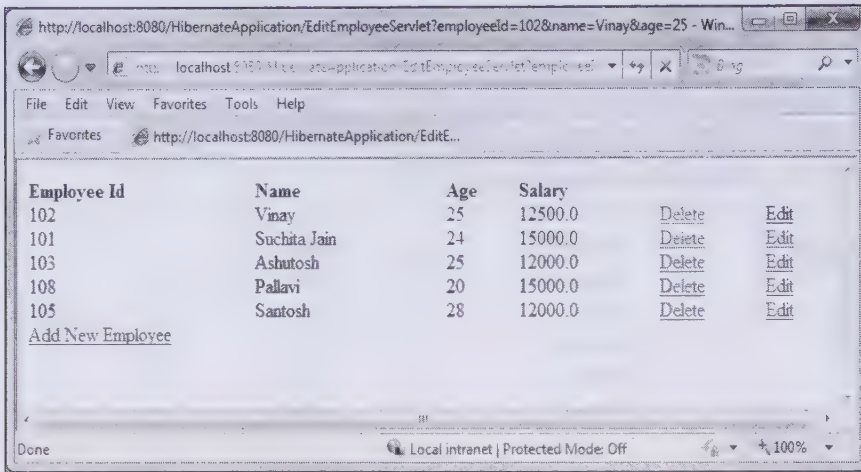 http://localhost:8080/HibernateApplication/EditEmployeeServlet?employeeId=102&name=Vinay&age=25 - Win...
localhost
File Edit View Favorites Tools Help
Favorites http://localhost:8080/HibernateApplication/EditE...
Employee Id Name Age Salary
102 Vinay 25 12500.0 Delete Edit
101 Suchita Jain 24 15000.0 Delete Edit
103 Ashutosh 25 12000.0 Delete Edit
108 Pallavi 20 15000.0 Delete Edit
105 Santosh 28 12000.0 Delete Edit
Add New Employee
Done Local intranet | Protected Mode: Off 100%